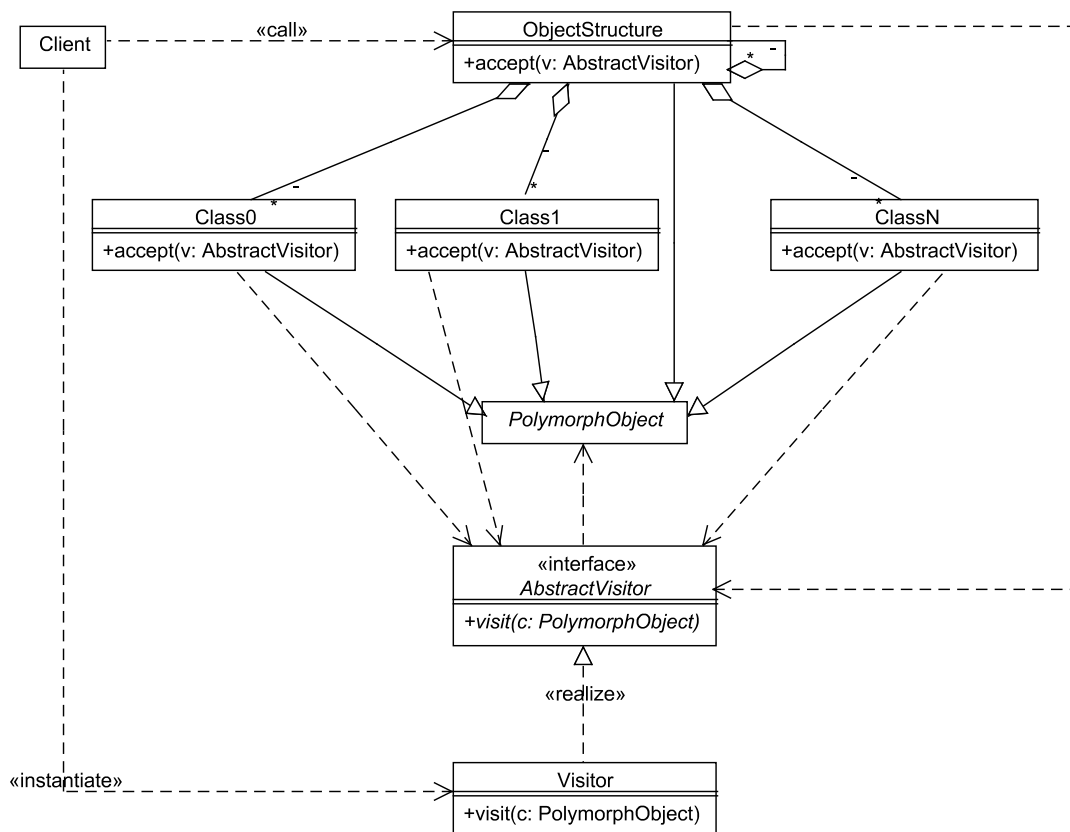 «call»
Client
ObjectStructure
+accept(v: AbstractVisitor)
-
*
-
*
-
*
-
*
Class0
+accept(v: AbstractVisitor)
Class1
+accept(v: AbstractVisitor)
ClassN
+accept(v: AbstractVisitor)
PolymorphObject
«interface»
AbstractVisitor
+visit(c: PolymorphObject)
«realize»
«instantiate»
Visitor
+visit(c: PolymorphObject)